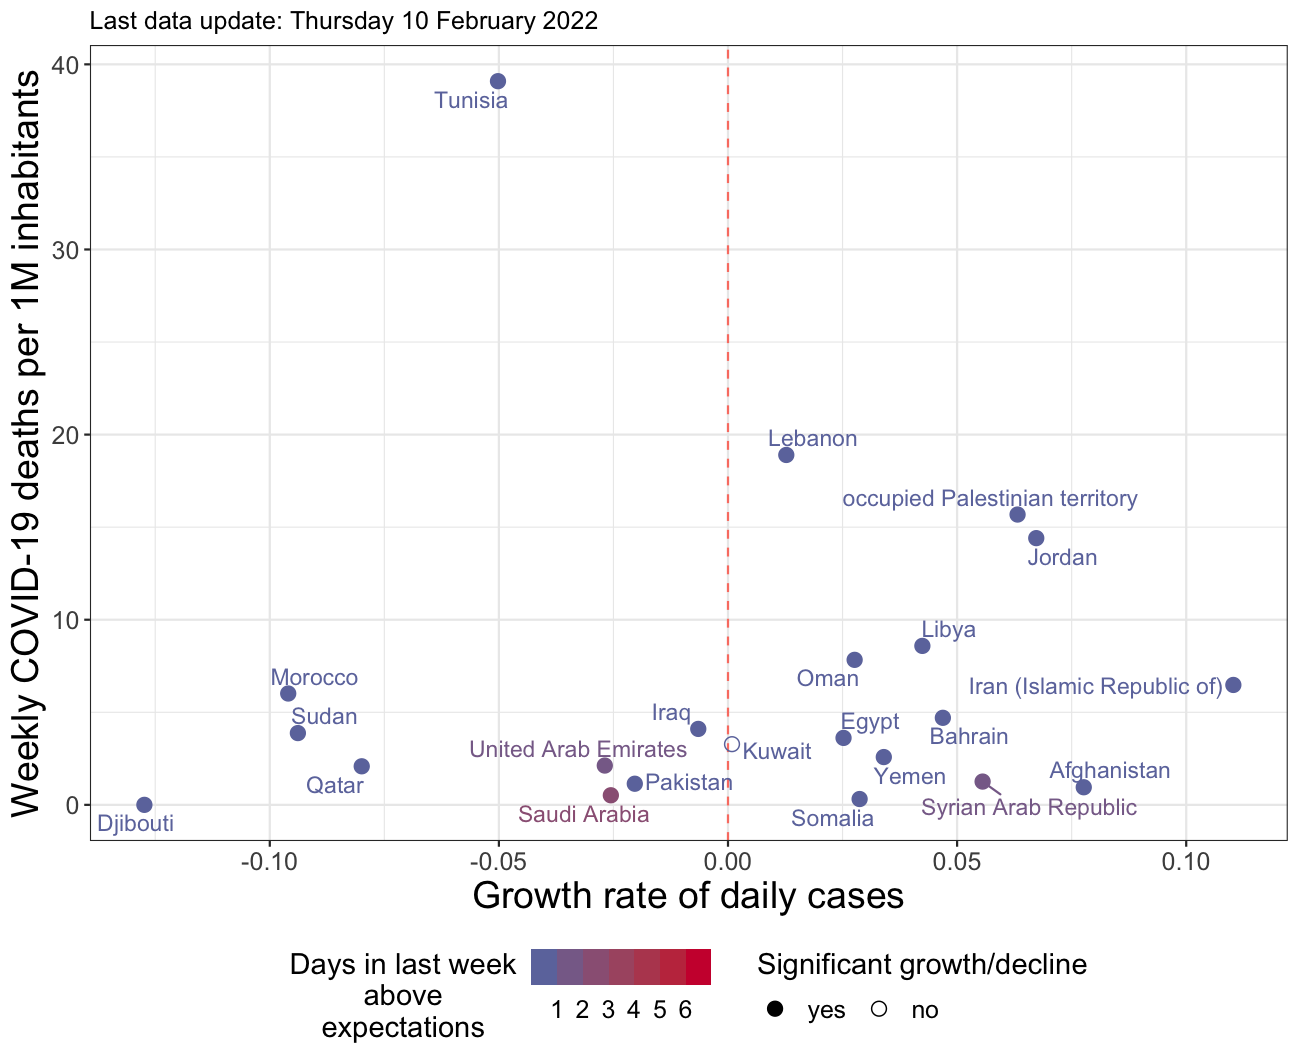 Last data update: Thursday 10 February 2022
Weekly COVID-19 deaths per 1M inhabitants
40
30
20
10
0
Tunisia
Lebanon
occupied Palestinian territory
Jordan
Libya
Oman
Iran (Islamic Republic of)
Morocco
Sudan
Iraq
Egypt
Bahrain
United Arab Emirates
Kuwait
Qatar
Pakistan
Yemen
Afghanistan
Saudi Arabia
Syrian Arab Republic
Djibouti
Somalia
-0.10 -0.05 0.00 0.05 0.10
Growth rate of daily cases
Days in last week
above
expectations
1 2 3 4 5 6
Significant growth/decline
yes no